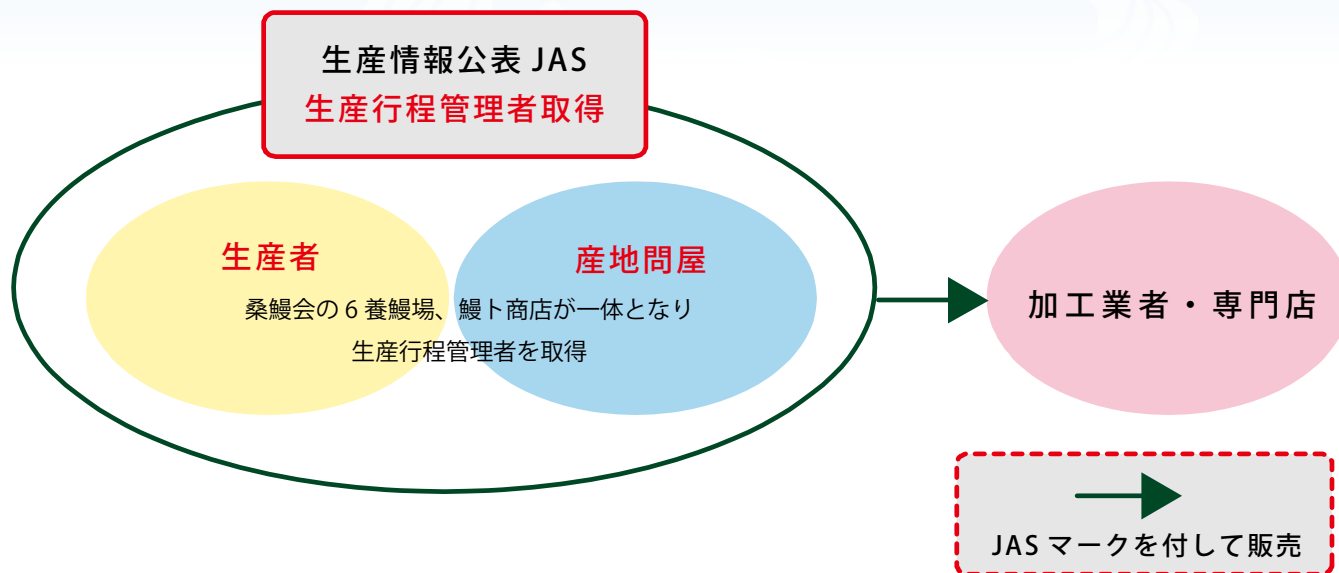 生産情報公表 JAS
生産行程管理者取得
生産者
産地問屋
桑鰻会の 6 養鰻場、鰻ト商店が一体となり
生産行程管理者を取得
加工業者・専門店
JAS マークを付して販売